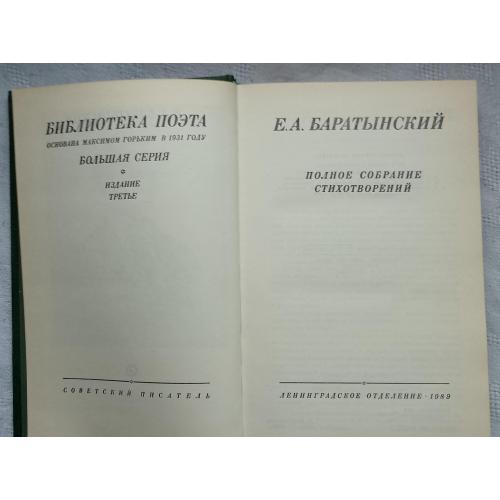 БИБЛИОТЕКА ПОЭТА
ОСНОВАНА МАКСИМОМ ГОРЬКИМ В 1931 ГОДУ
БОЛЬШАЯ СЕРИЯ
ИЗДАНИЕ
ТРЕТЬЕ
СОВЕТСКИЙ ПИСАТЕЛЬ
Е.А. БАРАТЫНСКИЙ
ПОЛНОЕ СОБРАНИЕ
СТИХОТВОРЕНИЙ
ЛЕНИНГРАДСКОЕ ОТДЕЛЕНИЕ · 1989